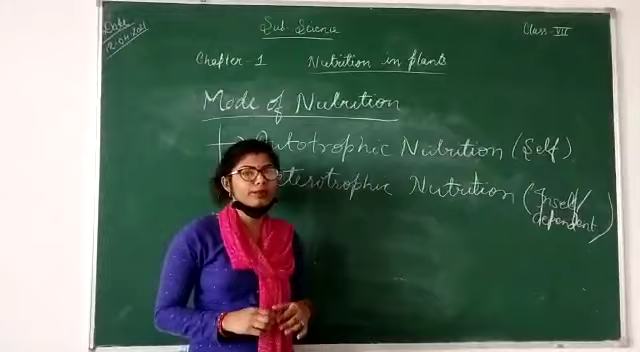 Date
12.04.2021
Sub- Science
Class- VII
Chapter-1 Nutrition in plants
Mode of Nutrition
Autotrophic Nutrition (Self)
Heterotrophic Nutrition (Inself/
dependent)